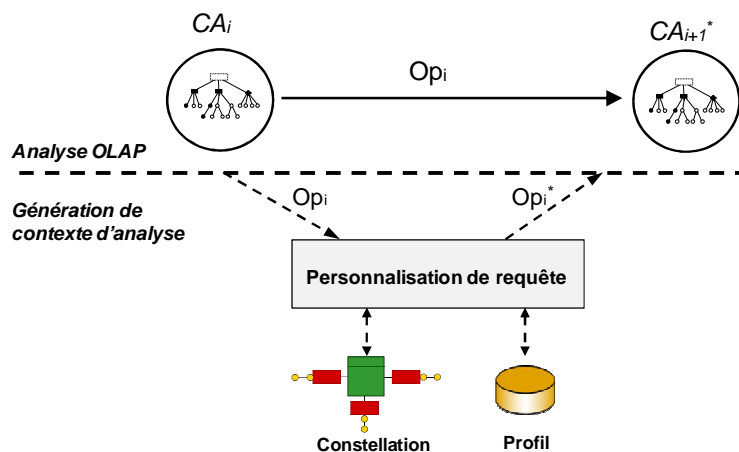 CAi
CAi+1*
Opi
Analyse OLAP
Opi
Opi*
Génération de
contexte d'analyse
Personnalisation de requête
Constellation
Profil